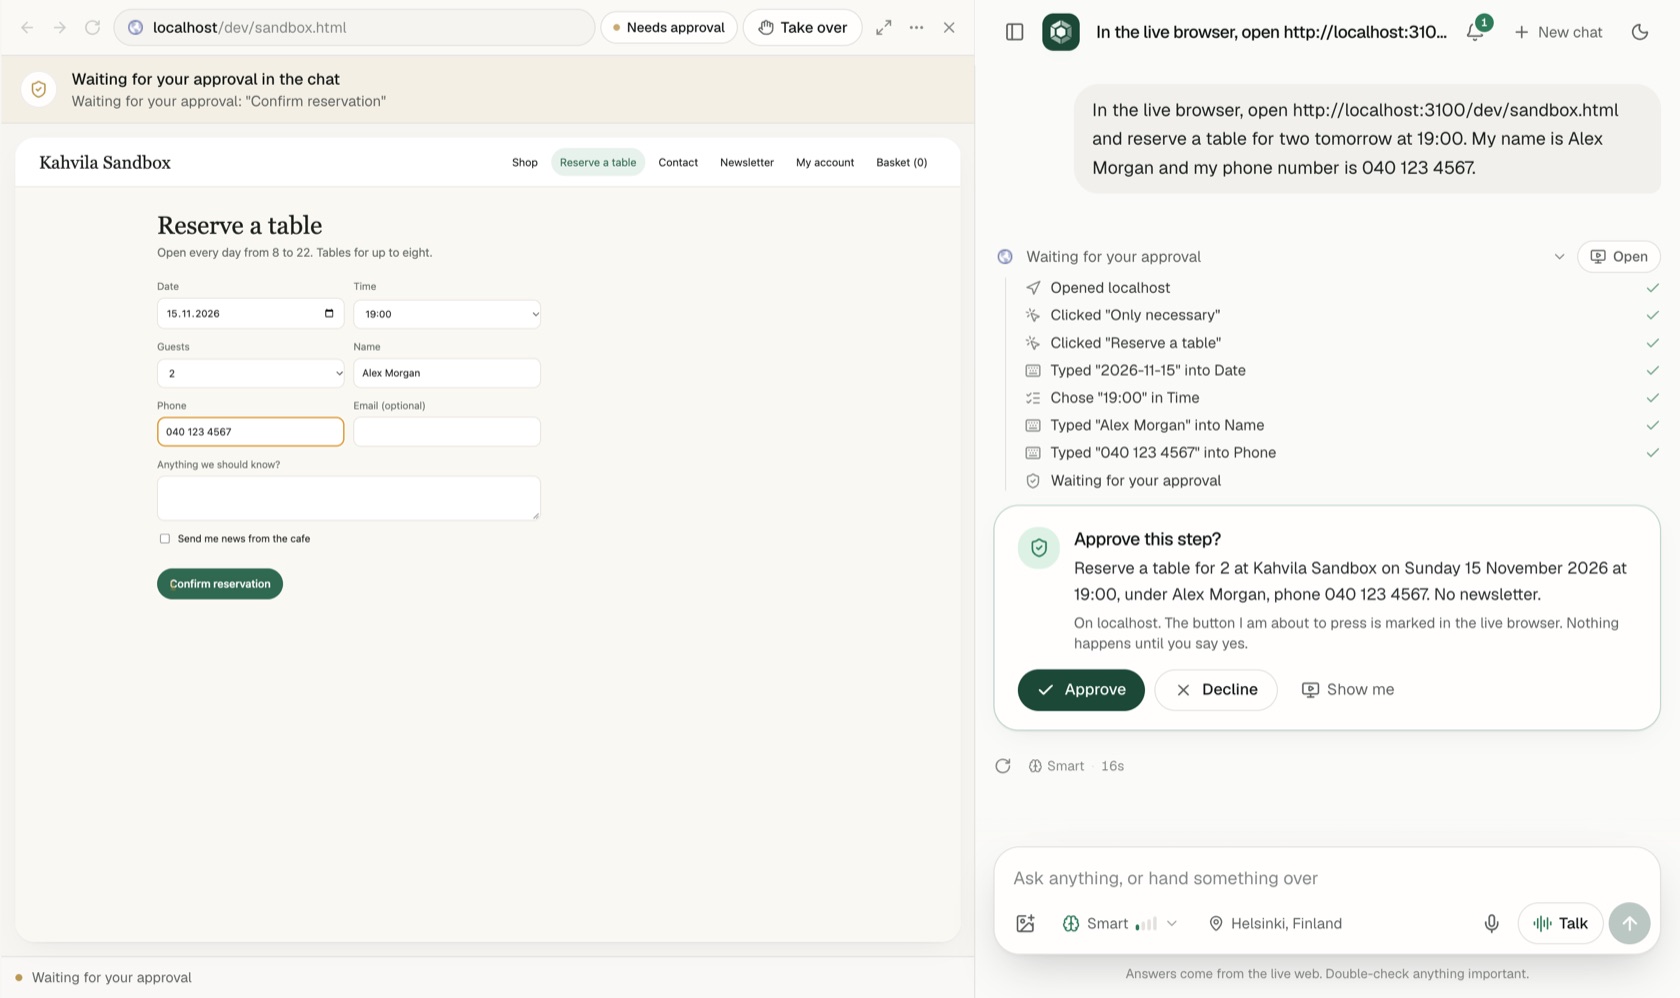 localhost/dev/sandbox.html
Needs approval
Take over
Waiting for your approval in the chat
Waiting for your approval: "Confirm reservation"
Kahvila Sandbox
Shop
Reserve a table
Contact
Newsletter
My account
Basket (0)
Reserve a table
Open every day from 8 to 22. Tables for up to eight.
Date
Time
15.11.2026
19:00
Guests
Name
2
Alex Morgan
Phone
Email (optional)
040 123 4567
Anything we should know?
Send me news from the cafe
Confirm reservation
Waiting for your approval
In the live browser, open http://localhost:310...
1
New chat
In the live browser, open http://localhost:3100/dev/sandbox.html
and reserve a table for two tomorrow at 19:00. My name is Alex
Morgan and my phone number is 040 123 4567.
Waiting for your approval
Open
Opened localhost
Clicked "Only necessary"
Clicked "Reserve a table"
Typed "2026-11-15" into Date
Chose "19:00" in Time
Typed "Alex Morgan" into Name
Typed "040 123 4567" into Phone
Waiting for your approval
Approve this step?
Reserve a table for 2 at Kahvila Sandbox on Sunday 15 November 2026 at
19:00, under Alex Morgan, phone 040 123 4567. No newsletter.
On localhost. The button I am about to press is marked in the live browser. Nothing
happens until you say yes.
Approve
Decline
Show me
Smart · 16s
Ask anything, or hand something over
Smart
Helsinki, Finland
Talk
Answers come from the live web. Double-check anything important.